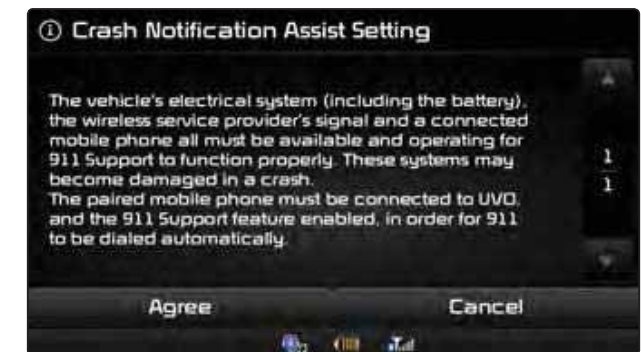 Crash Notification Assist Setting
The vehicle's electrical system (including the battery),
the wireless service provider's signal and a connected
mobile phone all must be available and operating for
911 Support to function properly. These systems may
become damaged in a crash.
The paired mobile phone must be connected to UVO,
and the 911 Support feature enabled, in order for 911
to be dialed automatically.
1
1
Agree Cancel